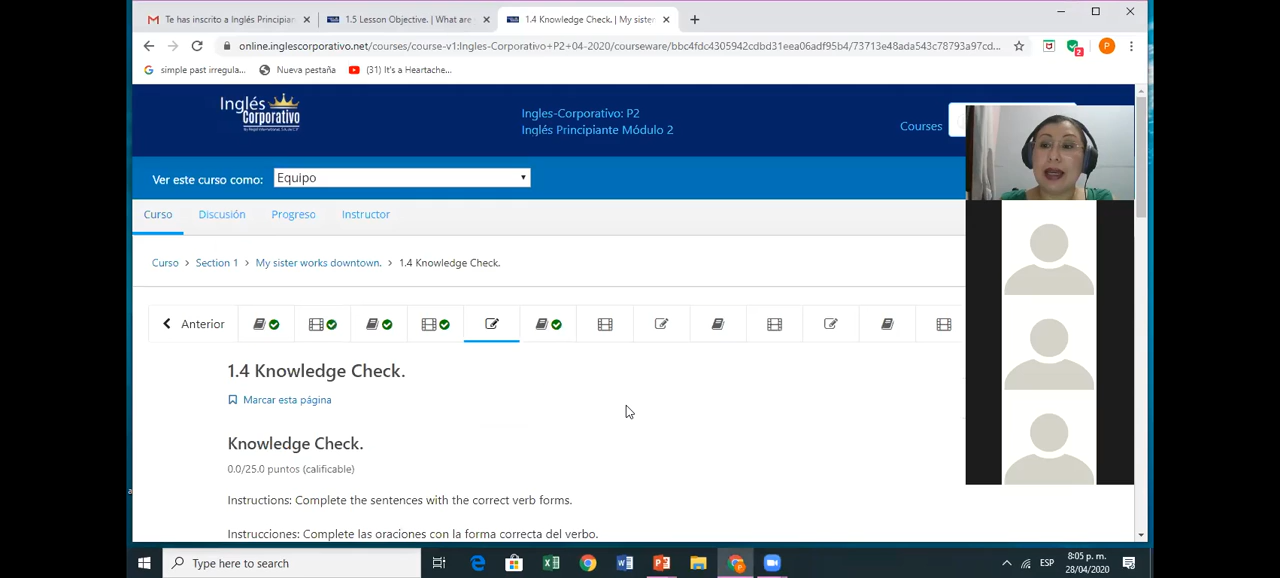 Te has inscrito a Inglés Principian
1.5 Lesson Objective. | What are
1.4 Knowledge Check. | My siste
online.inglescorporativo.net/courses/course-v1:Ingles-Corporativo+P2+04-2020/courseware/bbc4fdc4305942cdbd31eea06adf95b4/73713e48ada543c78793a97cd...
2
P
simple past irregula...
Nueva pestaña
(31) It's a Heartache...
Inglés
Corporativo
Ingles-Corporativo: P2
Inglés Principiante Módulo 2
Courses
Ver este curso como:
Equipo
Curso
Discusión
Progreso
Instructor
Curso > Section 1 > My sister works downtown. > 1.4 Knowledge Check.
Anterior
1.4 Knowledge Check.
Marcar esta página
Knowledge Check.
0.0/25.0 puntos (calificable)
Instructions: Complete the sentences with the correct verb forms.
Instrucciones: Complete las oraciones con la forma correcta del verbo.
Type here to search
ESP
8:05 p. m.
28/04/2020